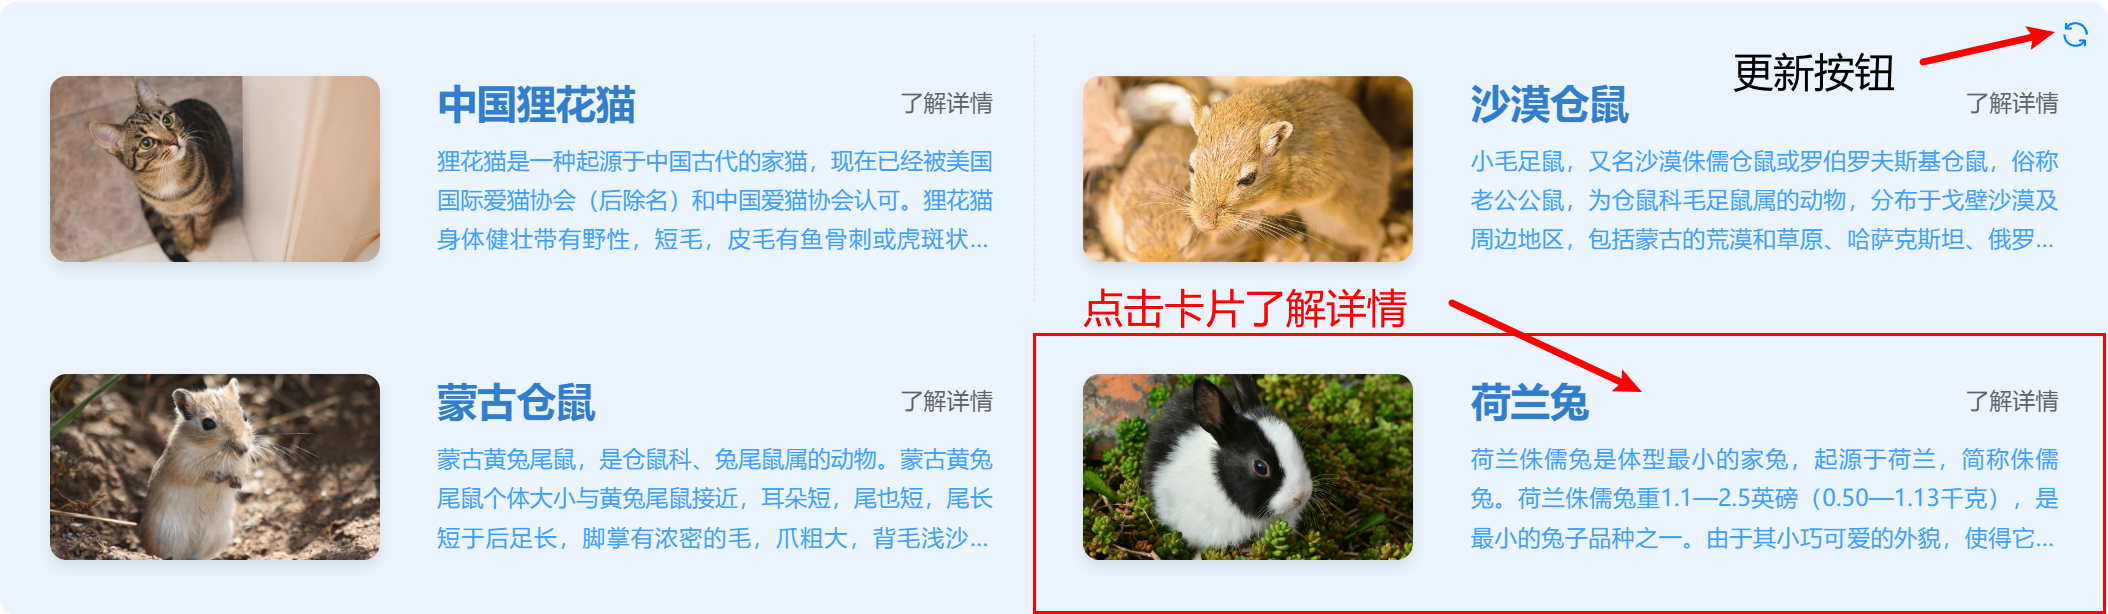 更新按钮
中国狸花猫
了解详情
狸花猫是一种起源于中国古代的家猫，现在已经被美国
国际爱猫协会（后除名）和中国爱猫协会认可。狸花猫
身体健壮带有野性，短毛，皮毛有鱼骨刺或虎斑状...
沙漠仓鼠
了解详情
小毛足鼠，又名沙漠侏儒仓鼠或罗伯罗夫斯基仓鼠，俗称
老公公鼠，为仓鼠科毛足鼠属的动物，分布于戈壁沙漠及
周边地区，包括蒙古的荒漠和草原、哈萨克斯坦、俄罗...
点击卡片了解详情
蒙古仓鼠
了解详情
蒙古黄兔尾鼠，是仓鼠科、兔尾鼠属的动物。蒙古黄兔
尾鼠个体大小与黄兔尾鼠接近，耳朵短，尾也短，尾长
短于后足长，脚掌有浓密的毛，爪粗大，背毛浅沙...
荷兰兔
了解详情
荷兰侏儒兔是体型最小的家兔，起源于荷兰，简称侏儒
兔。荷兰侏儒兔重1.1—2.5英磅（0.50—1.13千克），是
最小的兔子品种之一。由于其小巧可爱的外貌，使得它...